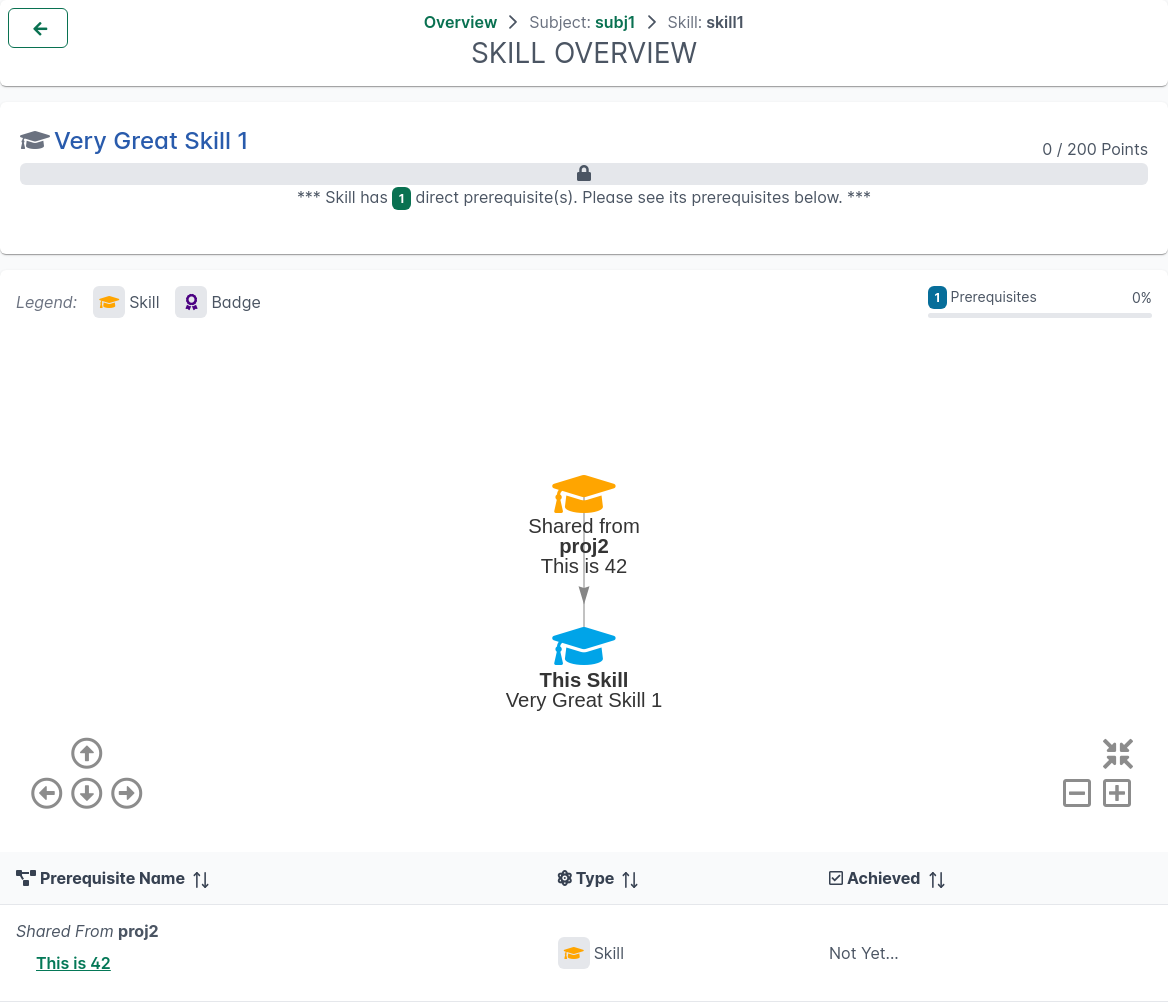 Overview > Subject: subj1 > Skill: skill1
SKILL OVERVIEW
Very Great Skill 1
0 / 200 Points
*** Skill has 1 direct prerequisite(s). Please see its prerequisites below. ***
Legend: Skill Badge
1 Prerequisites 0%
Shared from
proj2
This is 42
This Skill
Very Great Skill 1
Prerequisite Name Type Achieved
Shared From proj2
This is 42
Skill
Not Yet...